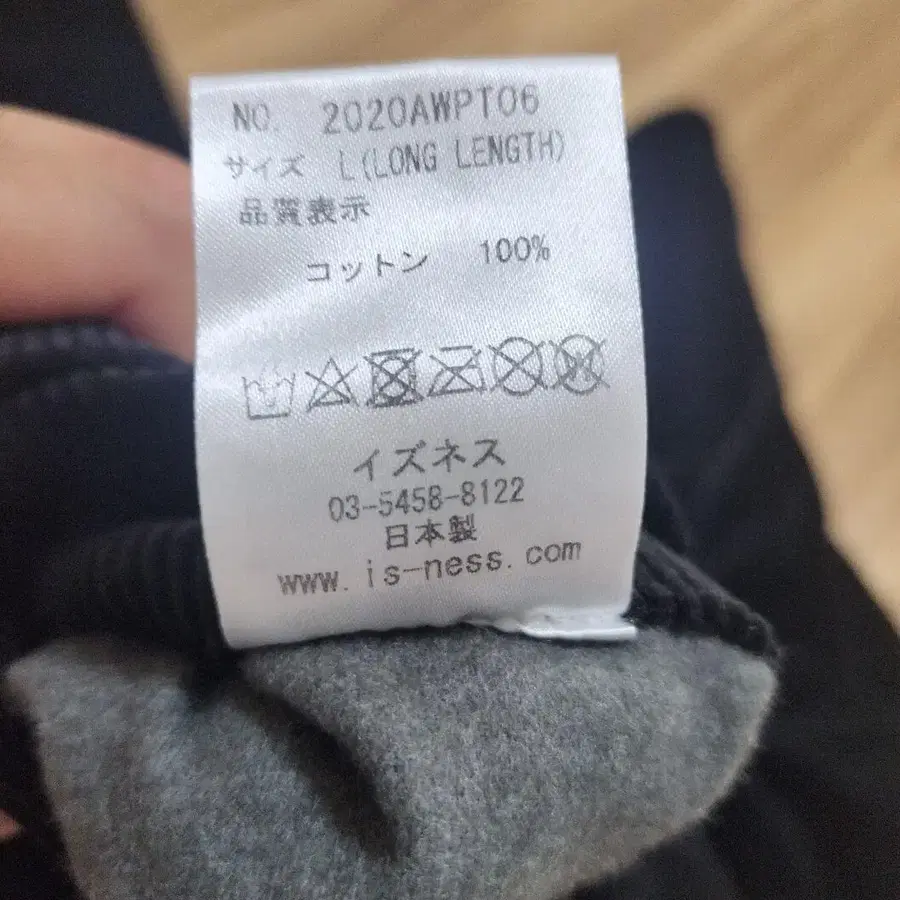 NO. 2020AWPT06
サイズ L(LONG LENGTH)
品質表示
コットン 100%
イズネス
03-5458-8122
日本製
www.is-ness.com